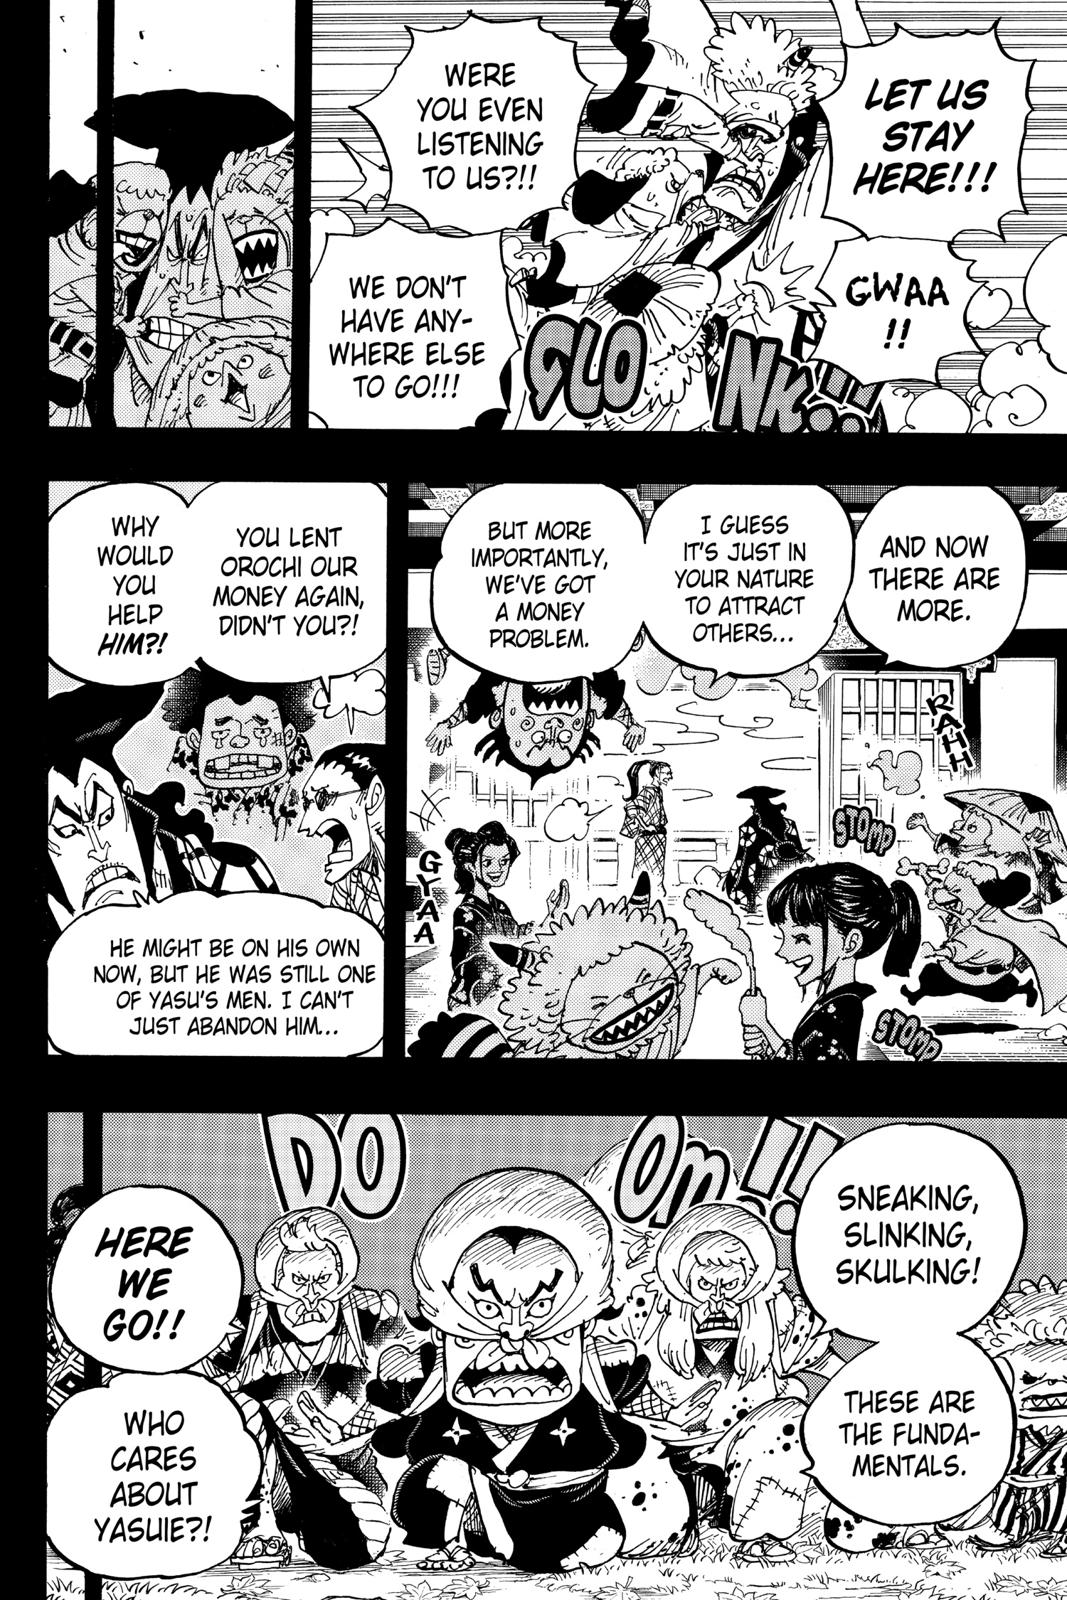 LET US
STAY
HERE!!!
GWAA
!!
WERE
YOU EVEN
LISTENING
TO US?!!
WE DON'T
HAVE ANY-
WHERE ELSE
TO GO!!!
CLO
NK!!
AND NOW
THERE ARE
MORE.
I GUESS
IT'S JUST IN
YOUR NATURE
TO ATTRACT
OTHERS...
BUT MORE
IMPORTANTLY,
WE'VE GOT
A MONEY
PROBLEM.
RAHH
STOMP
GYAA
STOMP
YOU LENT
OROCHI OUR
MONEY AGAIN,
DIDN'T YOU?!
WHY
WOULD
YOU
HELP
HIM?!
HE MIGHT BE ON HIS OWN
NOW, BUT HE WAS STILL ONE
OF YASU'S MEN. I CAN'T
JUST ABANDON HIM...
SNEAKING,
SLINKING,
SKULKING!
THESE ARE
THE FUNDA-
MENTALS.
DO
Om!!
HERE
WE
GO!!
WHO
CARES
ABOUT
YASUIE?!